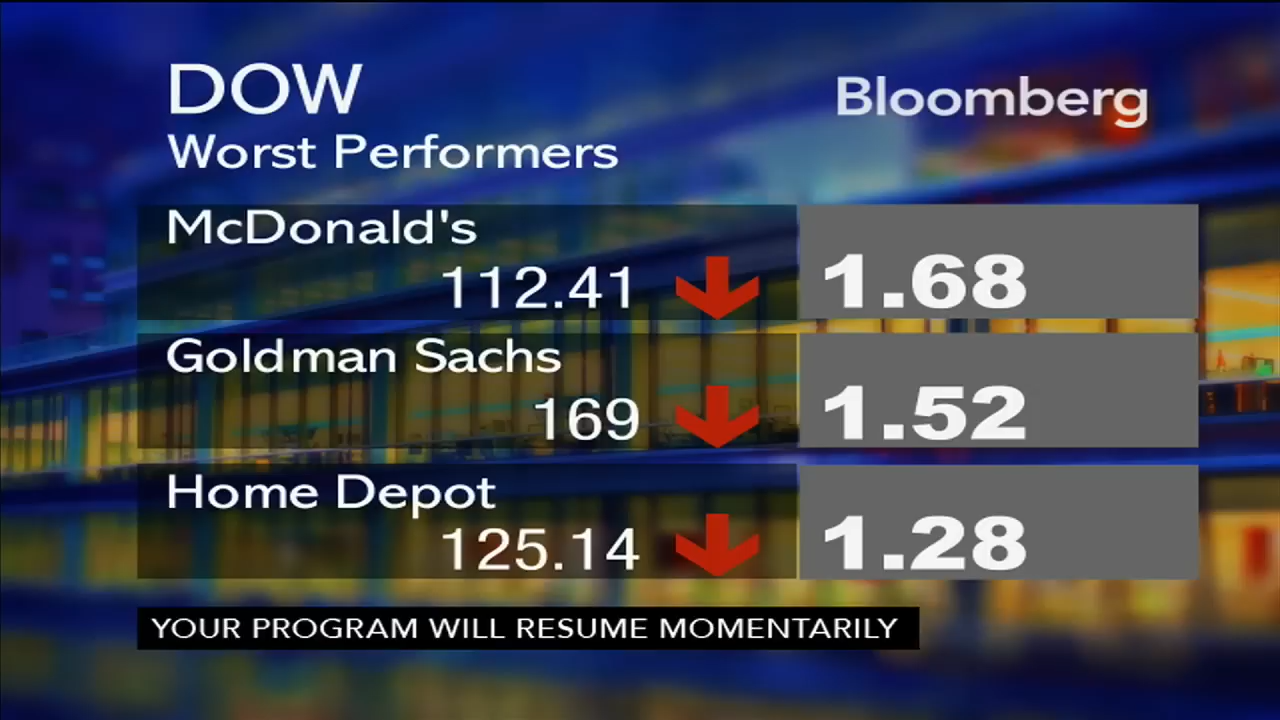 DOW
Bloomberg
Worst Performers
McDonald's
112.41
1.68
Goldman Sachs
169
1.52
Home Depot
125.14
1.28
YOUR PROGRAM WILL RESUME MOMENTARILY